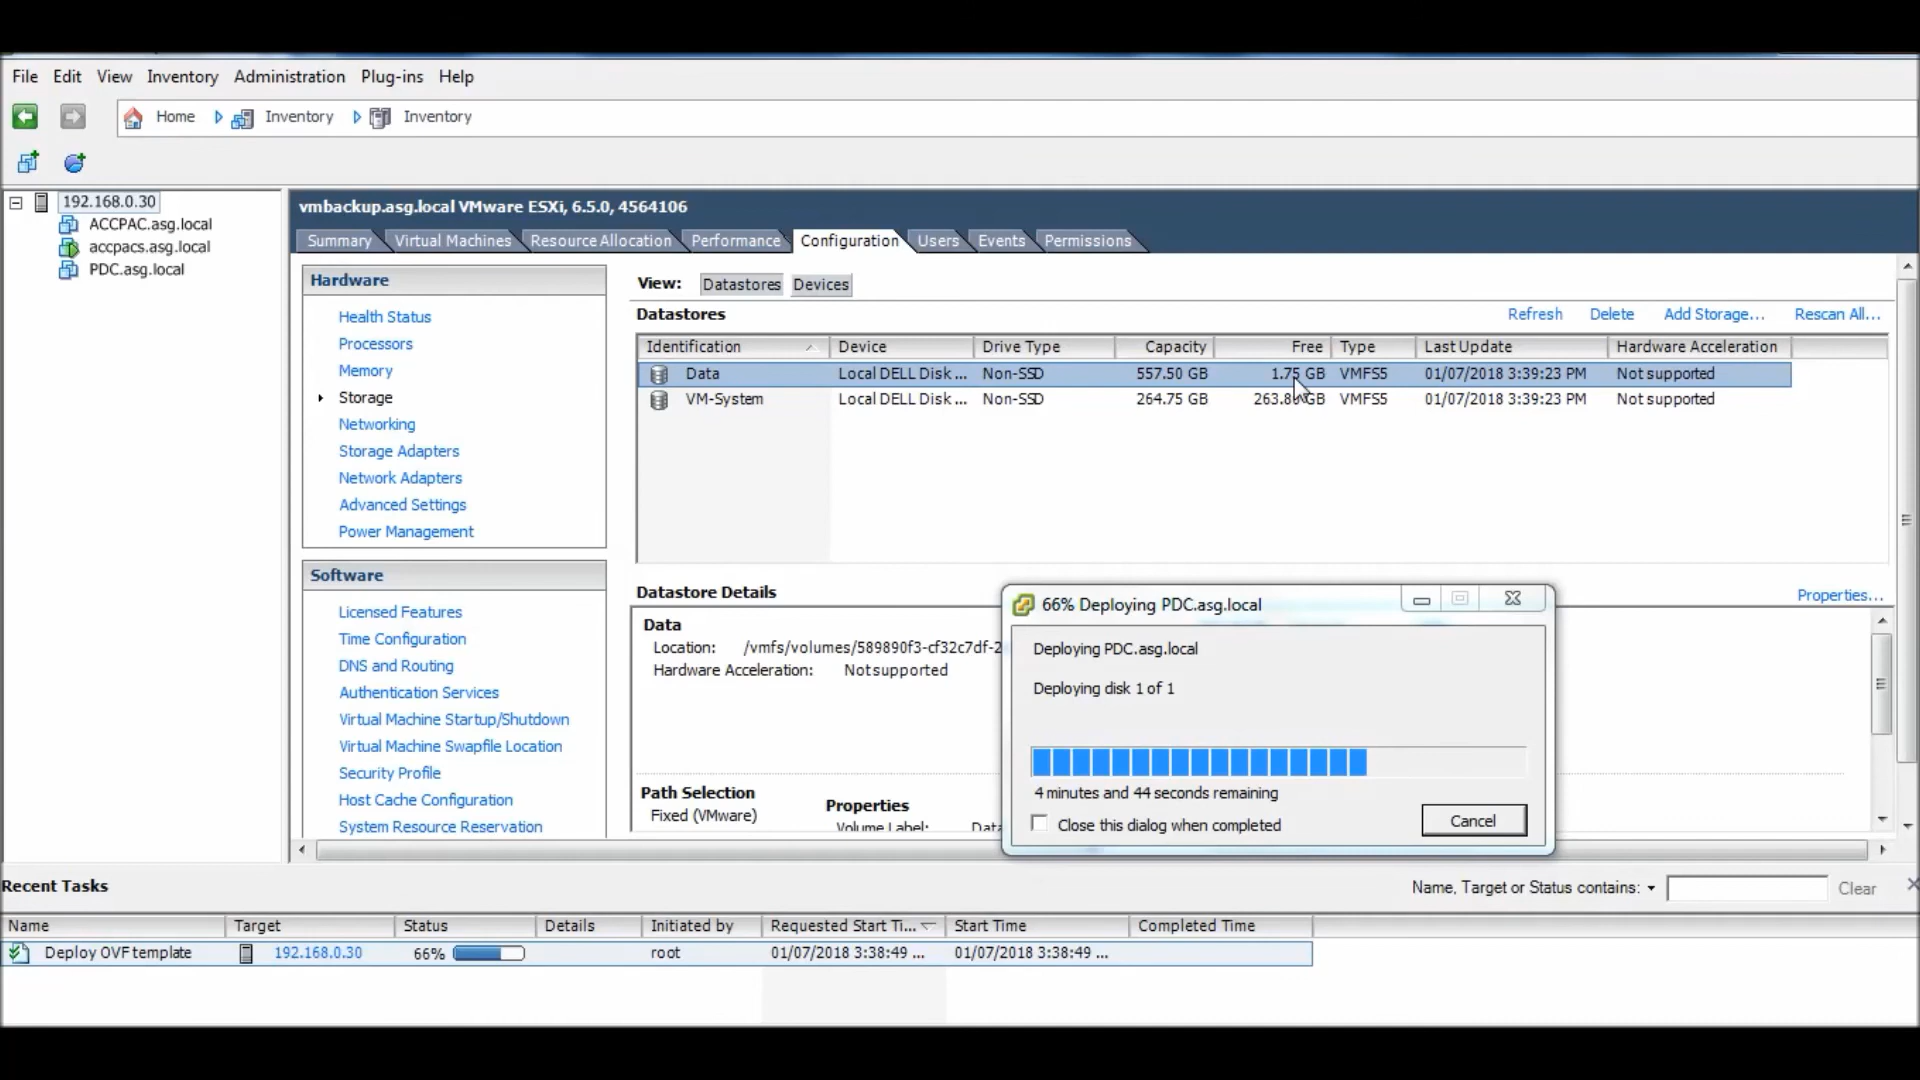 File Edit View Inventory Administration Plug-ins Help
Home Inventory Inventory
192.168.0.30
ACCPAC.asg.local
accpacs.asg.local
PDC.asg.local
vmbackup.asg.local VMware ESXi, 6.5.0, 4564106
Summary Virtual Machines Resource Allocation Performance Configuration Users Events Permissions
Hardware
Health Status
Processors
Memory
Storage
Networking
Storage Adapters
Network Adapters
Advanced Settings
Power Management
Software
Licensed Features
Time Configuration
DNS and Routing
Authentication Services
Virtual Machine Startup/Shutdown
Virtual Machine Swapfile Location
Security Profile
Host Cache Configuration
System Resource Reservation
View: Datastores Devices
Datastores
Refresh Delete Add Storage... Rescan All...
Identification Device Drive Type Capacity Free Type Last Update Hardware Acceleration
Data Local DELL Disk ... Non-SSD 557.50 GB 1.75 GB VMFS5 01/07/2018 3:39:23 PM Not supported
VM-System Local DELL Disk ... Non-SSD 264.75 GB GB VMFS5 01/07/2018 3:39:23 PM Not supported
Datastore Details
Properties...
Data
Location: /vmfs/volumes/589890f3-cf32c7df-2
Hardware Acceleration: Not supported
Path Selection
Fixed (VMware)
Properties
Volume Label: Data
66% Deploying PDC.asg.local
Deploying PDC.asg.local
Deploying disk 1 of 1
4 minutes and 44 seconds remaining
Close this dialog when completed
Cancel
Recent Tasks
Name, Target or Status contains: Clear
Name Target Status Details Initiated by Requested Start Ti... Start Time Completed Time
Deploy OVF template 192.168.0.30 66% root 01/07/2018 3:38:49 ... 01/07/2018 3:38:49 ...